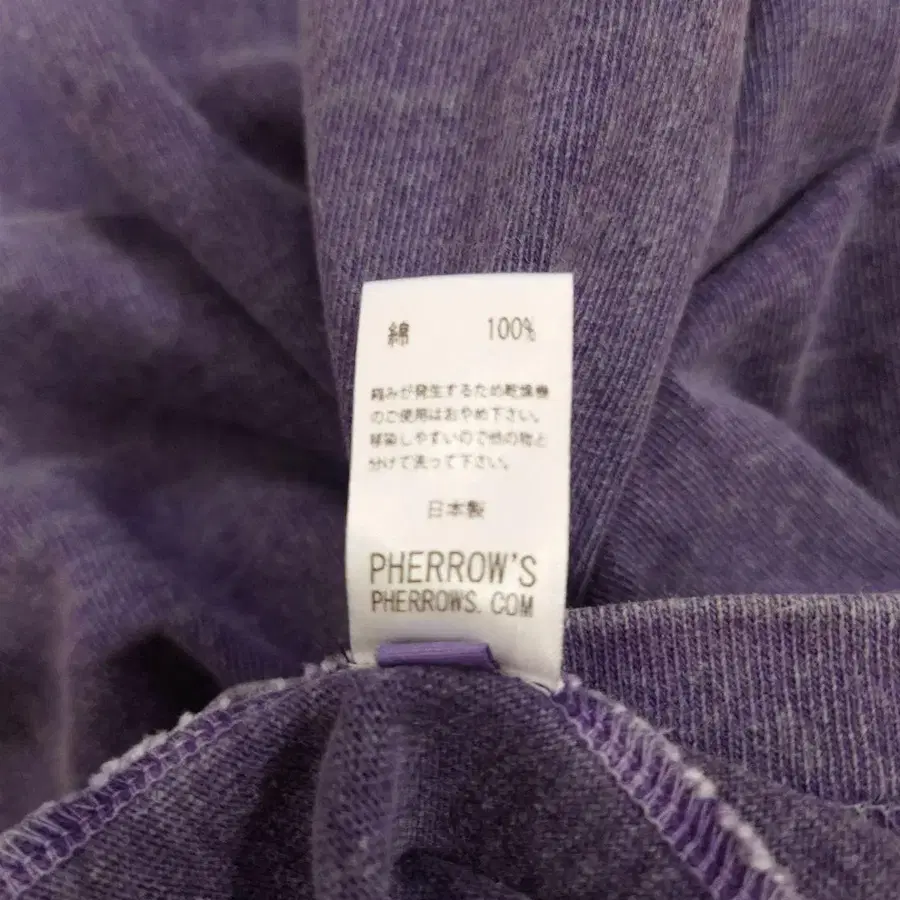 綿 100%
縮みが発生するため乾燥機
のご使用はおやめ下さい。
移染しやすいので他の物と
分けて洗って下さい。
日本製
PHERROW'S
PHERROWS.COM